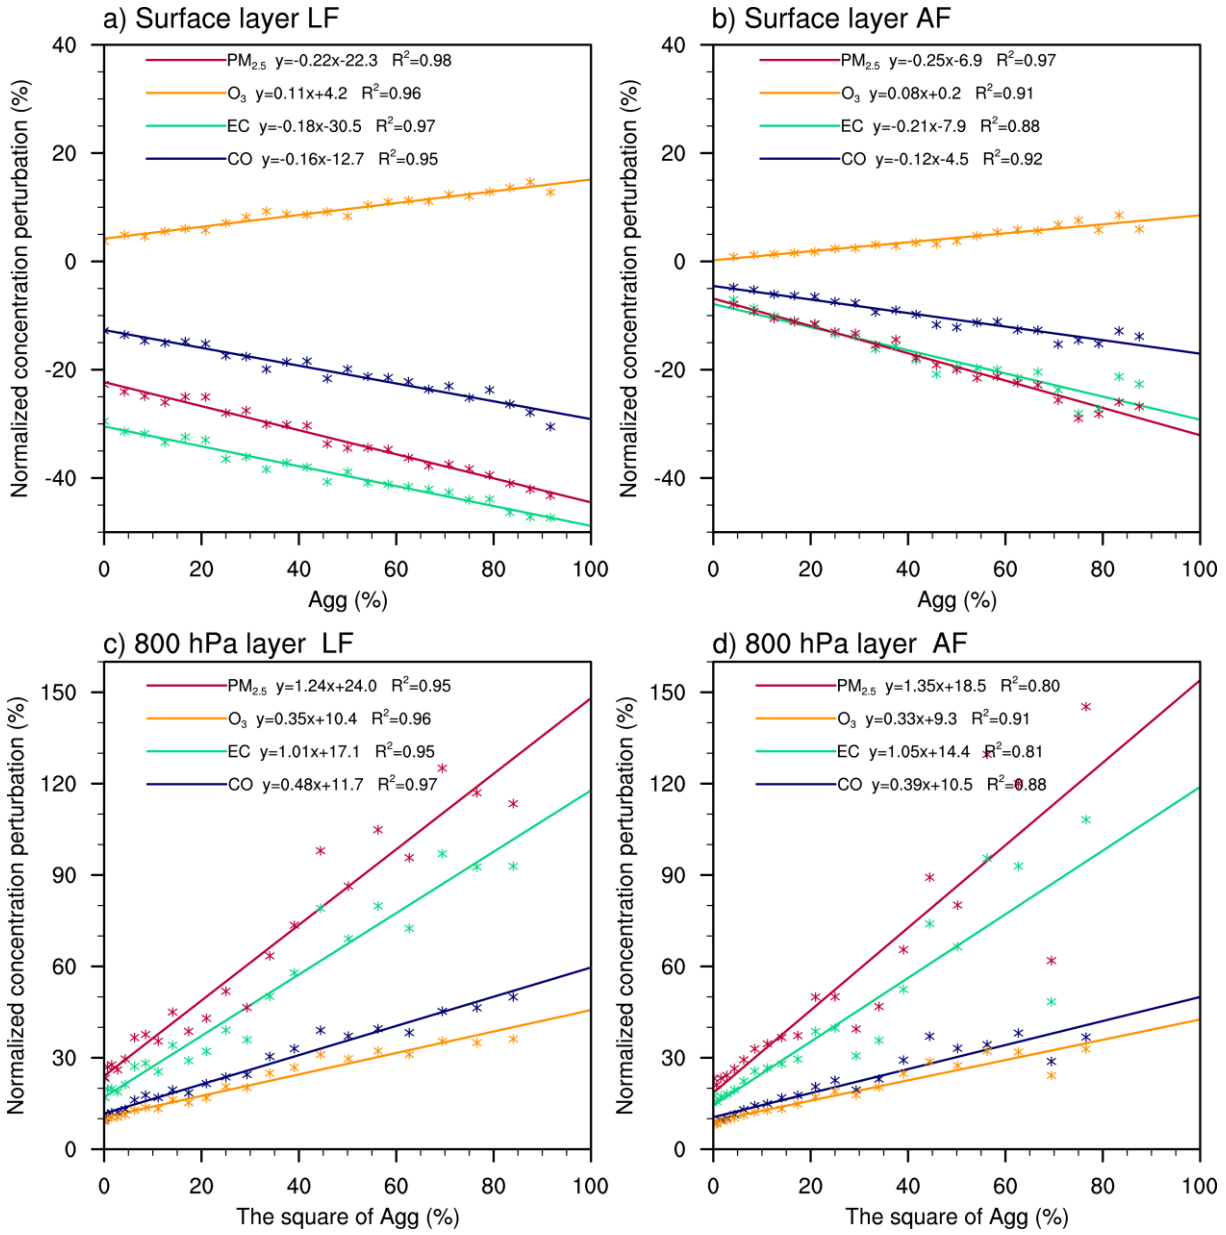 a) Surface layer LF
b) Surface layer AF
Normalized concentration perturbation (%)
40
20
0
-20
-40
PM2.5 y=-0.22x-22.3 R²=0.98
O3 y=0.11x+4.2 R²=0.96
EC y=-0.18x-30.5 R²=0.97
CO y=-0.16x-12.7 R²=0.95
0 20 40 60 80 100
Agg (%)
Normalized concentration perturbation (%)
40
20
0
-20
-40
PM2.5 y=-0.25x-6.9 R²=0.97
O3 y=0.08x+0.2 R²=0.91
EC y=-0.21x-7.9 R²=0.88
CO y=-0.12x-4.5 R²=0.92
0 20 40 60 80 100
Agg (%)
c) 800 hPa layer LF
d) 800 hPa layer AF
Normalized concentration perturbation (%)
150
120
90
60
30
0
PM2.5 y=1.24x+24.0 R²=0.95
O3 y=0.35x+10.4 R²=0.96
EC y=1.01x+17.1 R²=0.95
CO y=0.48x+11.7 R²=0.97
0 20 40 60 80 100
The square of Agg (%)
Normalized concentration perturbation (%)
150
120
90
60
30
0
PM2.5 y=1.35x+18.5 R²=0.80
O3 y=0.33x+9.3 R²=0.91
EC y=1.05x+14.4 R²=0.81
CO y=0.39x+10.5 R²=0.88
0 20 40 60 80 100
The square of Agg (%)